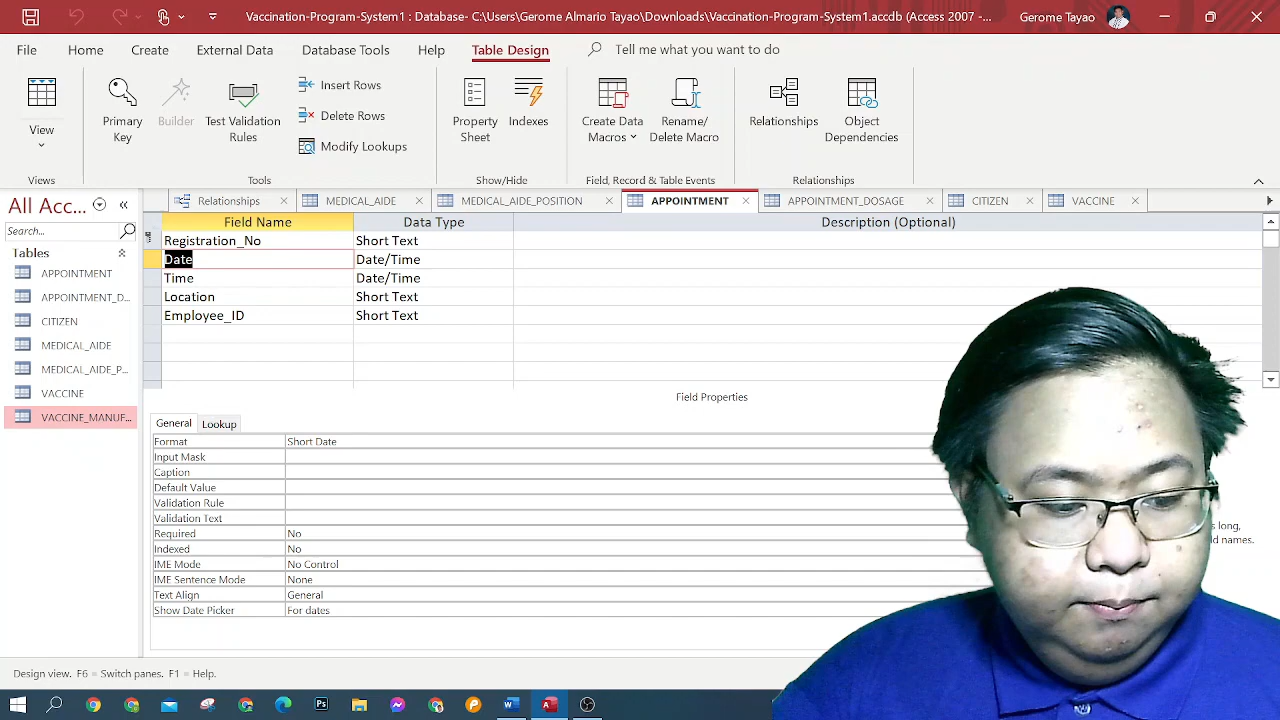 Vaccination-Program-System1 : Database- C:\Users\Gerome Almario Tayao\Downloads\Vaccination-Program-System1.accdb (Access 2007 -...
Gerome Tayao
File
Home
Create
External Data
Database Tools
Help
Table Design
Tell me what you want to do
View
Primary
Key
Builder
Test Validation
Rules
Insert Rows
Delete Rows
Modify Lookups
Property
Sheet
Indexes
Create Data
Macros
Rename/
Delete Macro
Relationships
Object
Dependencies
Views
Tools
Show/Hide
Field, Record & Table Events
Relationships
All Acc...
Search...
Tables
APPOINTMENT
APPOINTMENT_D...
CITIZEN
MEDICAL_AIDE
MEDICAL_AIDE_P...
VACCINE
VACCINE_MANUF...
Relationships
MEDICAL_AIDE
MEDICAL_AIDE_POSITION
APPOINTMENT
APPOINTMENT_DOSAGE
CITIZEN
VACCINE
Field Name
Data Type
Description (Optional)
Registration_No
Short Text
Date
Date/Time
Time
Date/Time
Location
Short Text
Employee_ID
Short Text
Field Properties
General
Lookup
Format
Short Date
Input Mask
Caption
Default Value
Validation Rule
Validation Text
Required
No
Indexed
No
IME Mode
No Control
IME Sentence Mode
None
Text Align
General
Show Date Picker
For dates
long,
names.
Design view. F6 = Switch panes. F1 = Help.